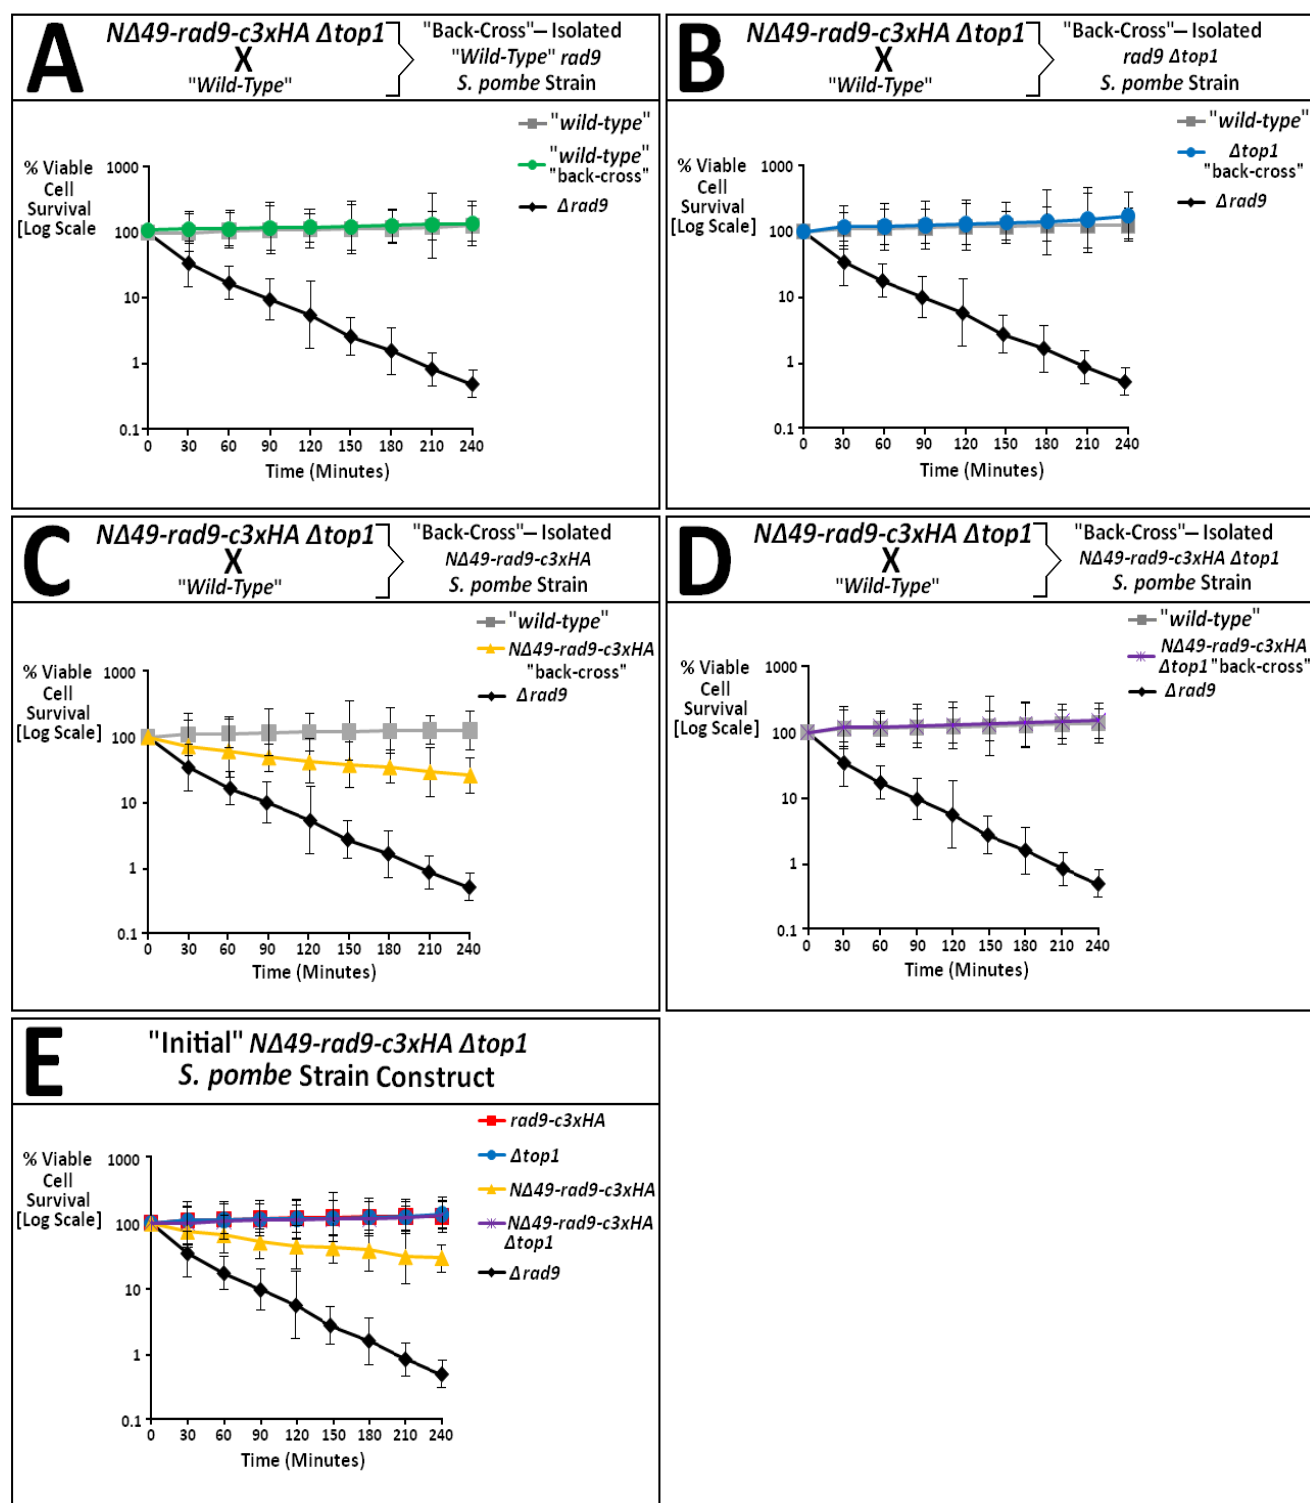 A
NΔ49-rad9-c3xHA Δtop1
X
"Wild-Type"
"Back-Cross"– Isolated
"Wild-Type" rad9
S. pombe Strain
"wild-type"
"wild-type"
"back-cross"
Δrad9
% Viable
Cell
Survival
[Log Scale
1000
100
10
1
0.1
0 30 60 90 120 150 180 210 240
Time (Minutes)
B
NΔ49-rad9-c3xHA Δtop1
X
"Wild-Type"
"Back-Cross"– Isolated
rad9 Δtop1
S. pombe Strain
"wild-type"
Δtop1
"back-cross"
Δrad9
% Viable
Cell
Survival
[Log Scale]
1000
100
10
1
0.1
0 30 60 90 120 150 180 210 240
Time (Minutes)
C
NΔ49-rad9-c3xHA Δtop1
X
"Wild-Type"
"Back-Cross"– Isolated
NΔ49-rad9-c3xHA
S. pombe Strain
"wild-type"
NΔ49-rad9-c3xHA
"back-cross"
Δrad9
% Viable
Cell
Survival
[Log Scale]
1000
100
10
1
0.1
0 30 60 90 120 150 180 210 240
Time (Minutes)
D
NΔ49-rad9-c3xHA Δtop1
X
"Wild-Type"
"Back-Cross"– Isolated
NΔ49-rad9-c3xHA Δtop1
S. pombe Strain
"wild-type"
NΔ49-rad9-c3xHA
Δtop1 "back-cross"
Δrad9
% Viable
Cell
Survival
[Log Scale]
1000
100
10
1
0.1
0 30 60 90 120 150 180 210 240
Time (Minutes)
E
"Initial" NΔ49-rad9-c3xHA Δtop1
S. pombe Strain Construct
rad9-c3xHA
Δtop1
NΔ49-rad9-c3xHA
NΔ49-rad9-c3xHA
Δtop1
Δrad9
% Viable
Cell
Survival
[Log Scale]
1000
100
10
1
0.1
0 30 60 90 120 150 180 210 240
Time (Minutes)